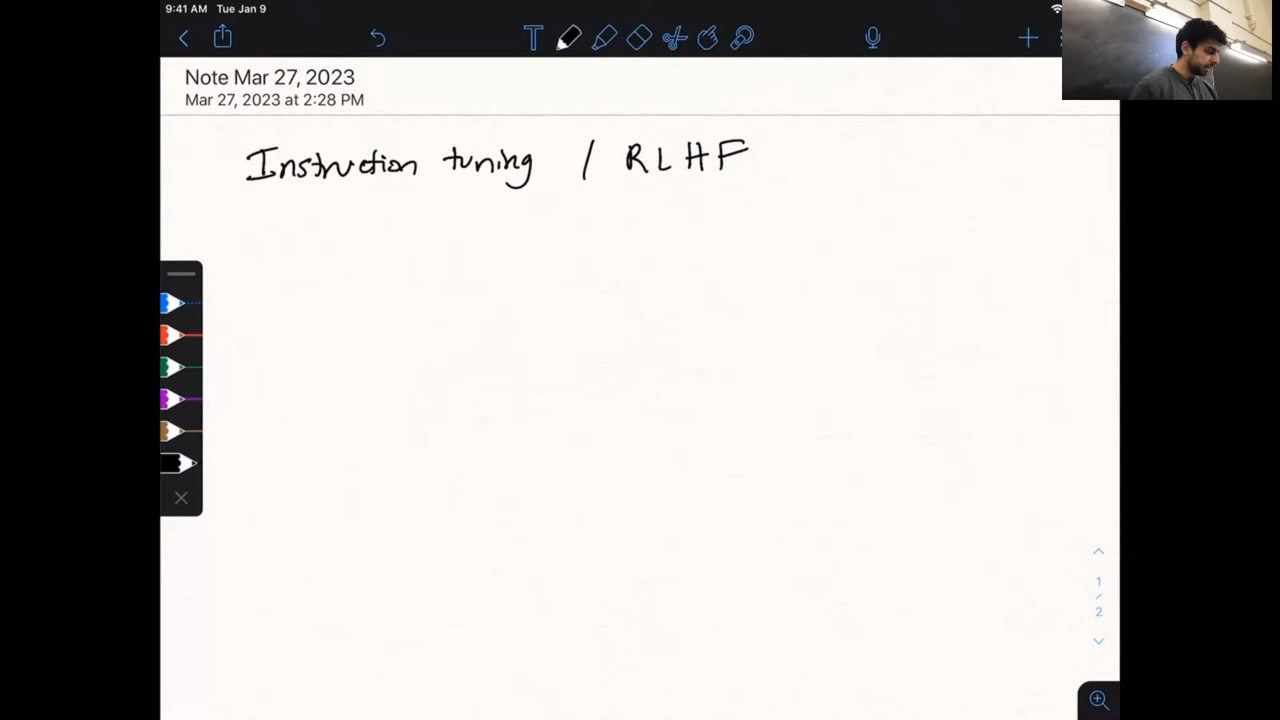 9:41 AM Tue Jan 9
T
Note Mar 27, 2023
Mar 27, 2023 at 2:28 PM
Instruction tuning / RLHF
1
/
2